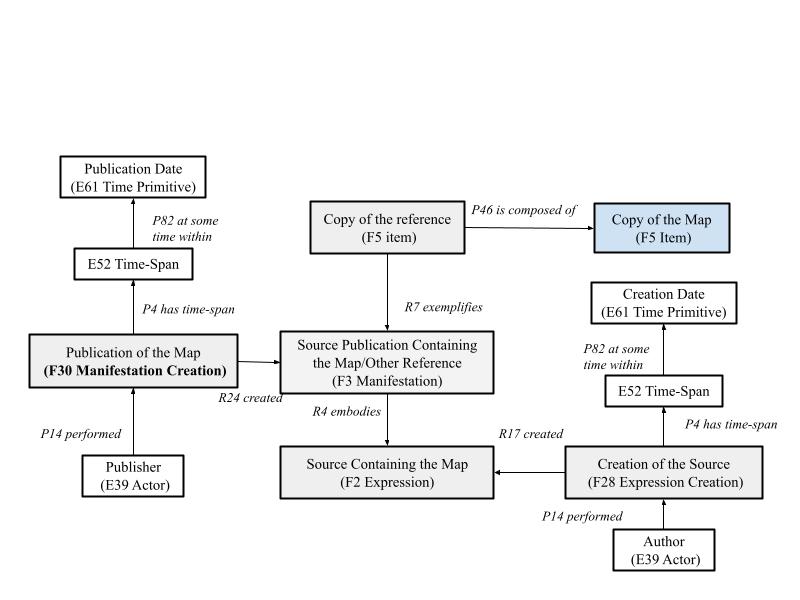 Publication Date
(E61 Time Primitive)
P82 at some
time within
E52 Time-Span
P4 has time-span
Publication of the Map
(F30 Manifestation Creation)
R24 created
P14 performed
Publisher
(E39 Actor)
Copy of the reference
(F5 item)
P46 is composed of
Copy of the Map
(F5 Item)
R7 exemplifies
Source Publication Containing
the Map/Other Reference
(F3 Manifestation)
R4 embodies
Source Containing the Map
(F2 Expression)
Creation Date
(E61 Time Primitive)
P82 at some
time within
E52 Time-Span
P4 has time-span
R17 created
Creation of the Source
(F28 Expression Creation)
P14 performed
Author
(E39 Actor)